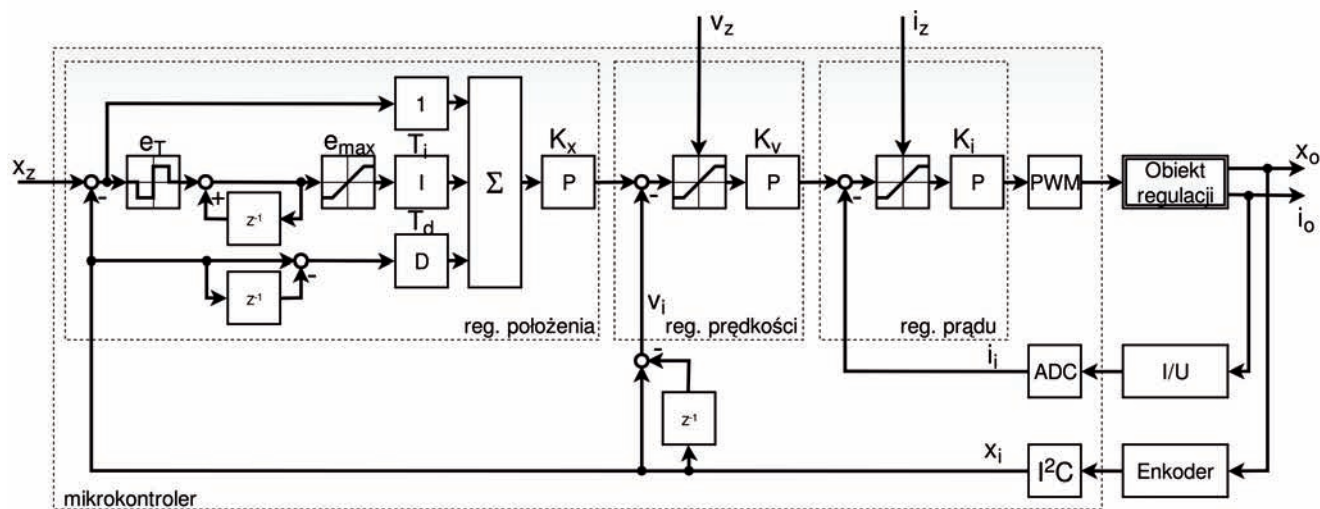 v_z
i_z
x_z
e_T
e_max
1
T_i
I
T_d
D
Σ
K_x
P
K_v
P
K_i
P
PWM
Obiekt
regulacji
x_o
i_o
+
z⁻¹
-
-
z⁻¹
-
-
-
reg. położenia
reg. prędkości
reg. prądu
v_i
-
z⁻¹
i_i
ADC
I/U
x_i
I²C
Enkoder
mikrokontroler